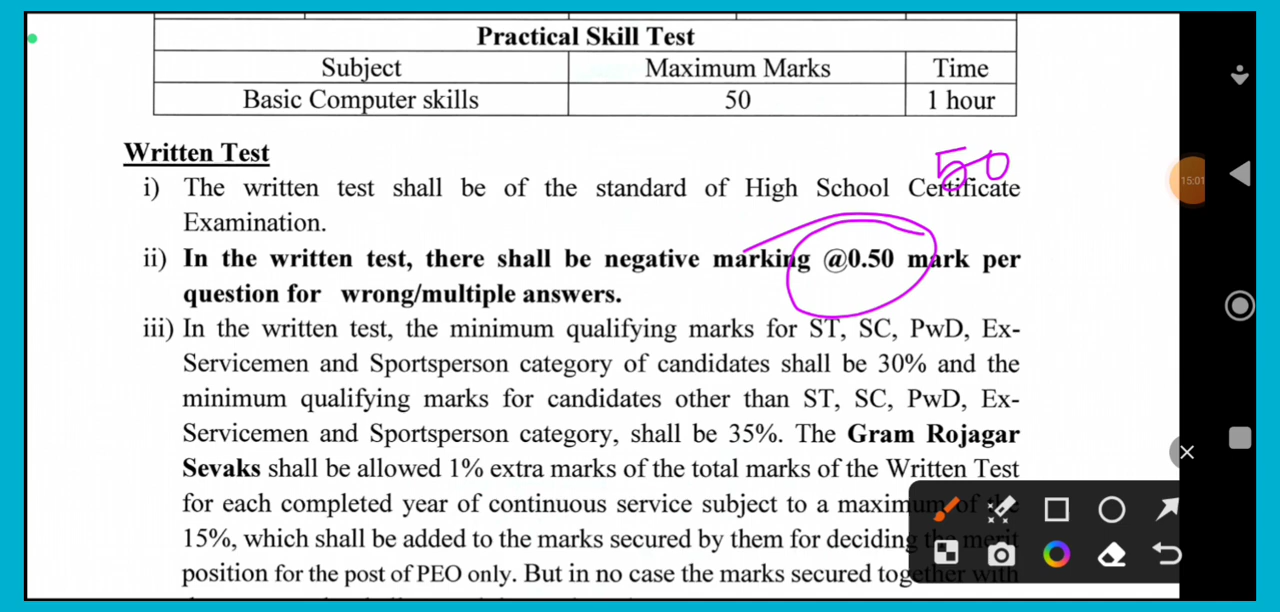 Practical Skill Test
Subject Maximum Marks Time
Basic Computer skills 50 1 hour
50
Written Test
i) The written test shall be of the standard of High School Certificate
Examination.
ii) In the written test, there shall be negative marking @0.50 mark per
question for wrong/multiple answers.
iii) In the written test, the minimum qualifying marks for ST, SC, PwD, Ex-
Servicemen and Sportsperson category of candidates shall be 30% and the
minimum qualifying marks for candidates other than ST, SC, PwD, Ex-
Servicemen and Sportsperson category, shall be 35%. The Gram Rojagar
Sevaks shall be allowed 1% extra marks of the total marks of the Written Test
for each completed year of continuous service subject to a maximum of the
15%, which shall be added to the marks secured by them for deciding the merit
position for the post of PEO only. But in no case the marks secured together with
15:01